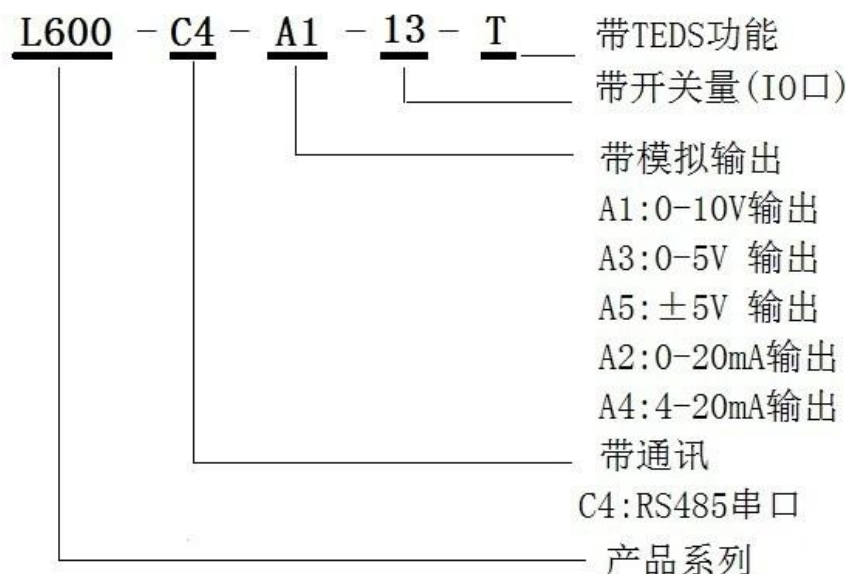 L600 - C4 - A1 - 13 - T 带TEDS功能
带开关量(IO口)
带模拟输出
A1:0-10V输出
A3:0-5V 输出
A5:±5V 输出
A2:0-20mA输出
A4:4-20mA输出
带通讯
C4:RS485串口
产品系列